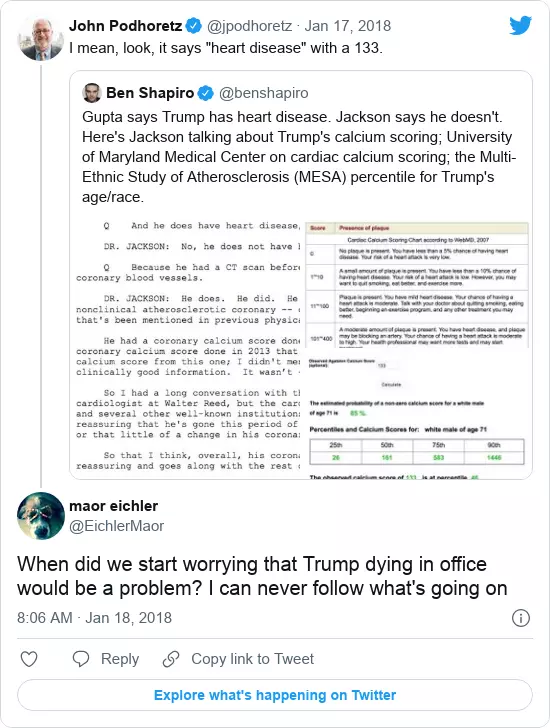 John Podhoretz @jpodhoretz · Jan 17, 2018
I mean, look, it says "heart disease" with a 133.
Ben Shapiro @benshapiro
Gupta says Trump has heart disease. Jackson says he doesn't.
Here's Jackson talking about Trump's calcium scoring; University
of Maryland Medical Center on cardiac calcium scoring; the Multi-
Ethnic Study of Atherosclerosis (MESA) percentile for Trump's
age/race.
Q And he does have heart disease,
DR. JACKSON: No, he does not have
Q Because he had a CT scan before
coronary blood vessels.
DR. JACKSON: He does. He did. He
nonclinical atherosclerotic coronary --
that's been mentioned in previous physic
He had a coronary calcium score done
coronary calcium score done in 2013 that
calcium score from this one; I didn't me
clinically good information. It wasn't
So I had a long conversation with t
cardiologist at Walter Reed, but the car
and several other well-known institution
reassuring that he's gone this period of
or that little of a change in his corona
So that I think, overall, his corona
reassuring and goes along with the rest
Score Presence of plaque
Cardiac Calcium Scoring Chart according to WebMD, 2007
0 No plaque is present. You have less than a 5% chance of having heart
disease. Your risk of a heart attack is very low.
1~10 A small amount of plaque is present. You have less than a 10% chance of
having heart disease. Your risk of a heart attack is low. However, you may
want to quit smoking, eat better, and exercise more.
11~100 Plaque is present. You have mild heart disease. Your chance of having a
heart attack is moderate. Talk with your doctor about quitting smoking, eating
better, beginning an exercise program, and any other treatment you may
need.
101~400 A moderate amount of plaque is present. You have heart disease, and plaque
may be blocking an artery. Your chance of having a heart attack is moderate
to high. Your health professional may want more tests and may start
Observed Agatston Calcium Score
(optional): 133
Calculate
The estimated probability of a non-zero calcium score for a white male
of age 71 is 85 %.
Percentiles and Calcium Scores for: white male of age 71
25th 50th 75th 90th
26 181 583 1446
The observed calcium score of 133 is at percentile
maor eichler
@EichlerMaor
When did we start worrying that Trump dying in office
would be a problem? I can never follow what's going on
8:06 AM · Jan 18, 2018
Reply Copy link to Tweet
Explore what's happening on Twitter